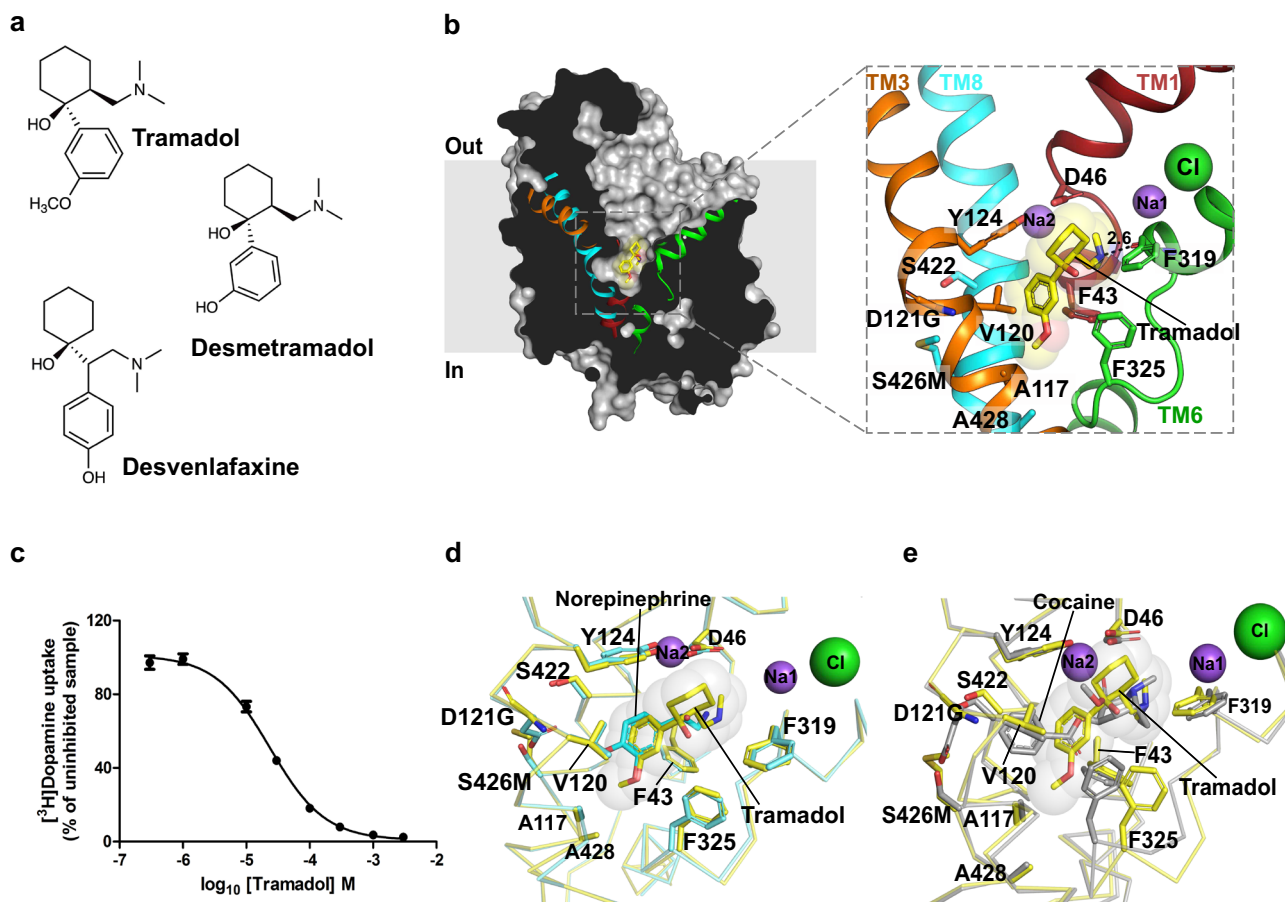 a
HO
N
H₃CO
Tramadol
HO
N
HO
Desmetramadol
HO
N
OH
Desvenlafaxine
b
Out
In
TM3
TM8
TM1
Cl
D46
Na1
Y124
Na2
2.6
F319
S422
F43
D121G
V120
Tramadol
S426M
F325
A117
A428
TM6
c
[³H]Dopamine uptake
(% of uninhibited sample)
120
80
40
0
-7 -6 -5 -4 -3 -2
log₁₀ [Tramadol] M
d
Norepinephrine
Y124
Na2
D46
Cl
Na1
S422
D121G
F319
S426M
V120
F43
Tramadol
A117
F325
A428
e
Cocaine
D46
Y124
Cl
Na2
Na1
S422
D121G
F319
V120
F43
Tramadol
S426M
A117
F325
A428